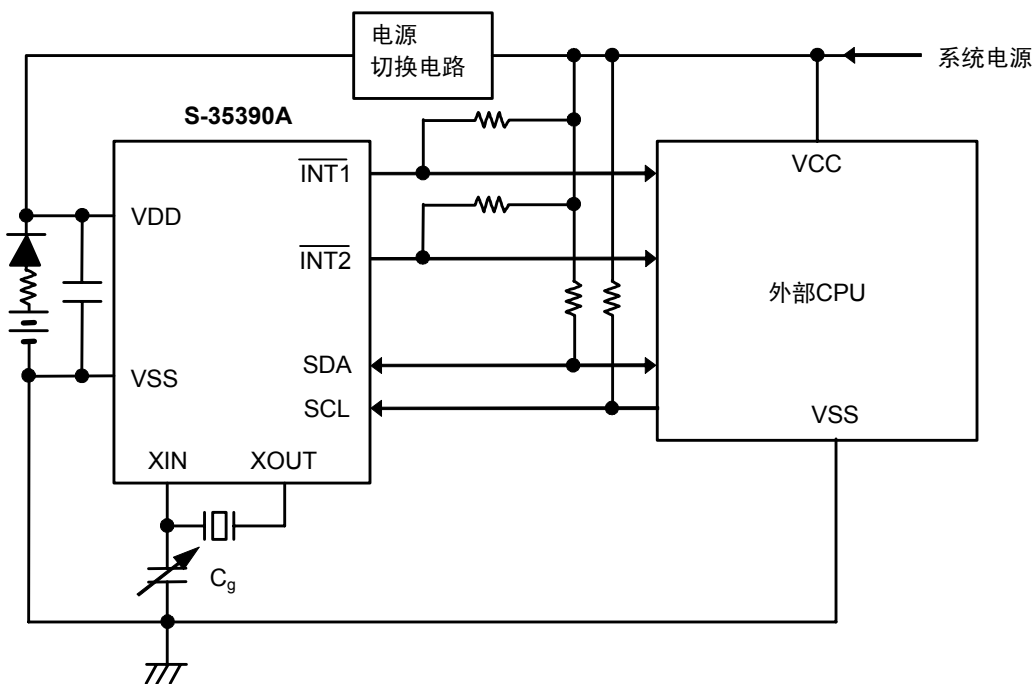 电源
切换电路
系统电源
S-35390A
INT1
VCC
VDD
INT2
外部CPU
SDA
VSS
SCL
VSS
XIN
XOUT
Cg